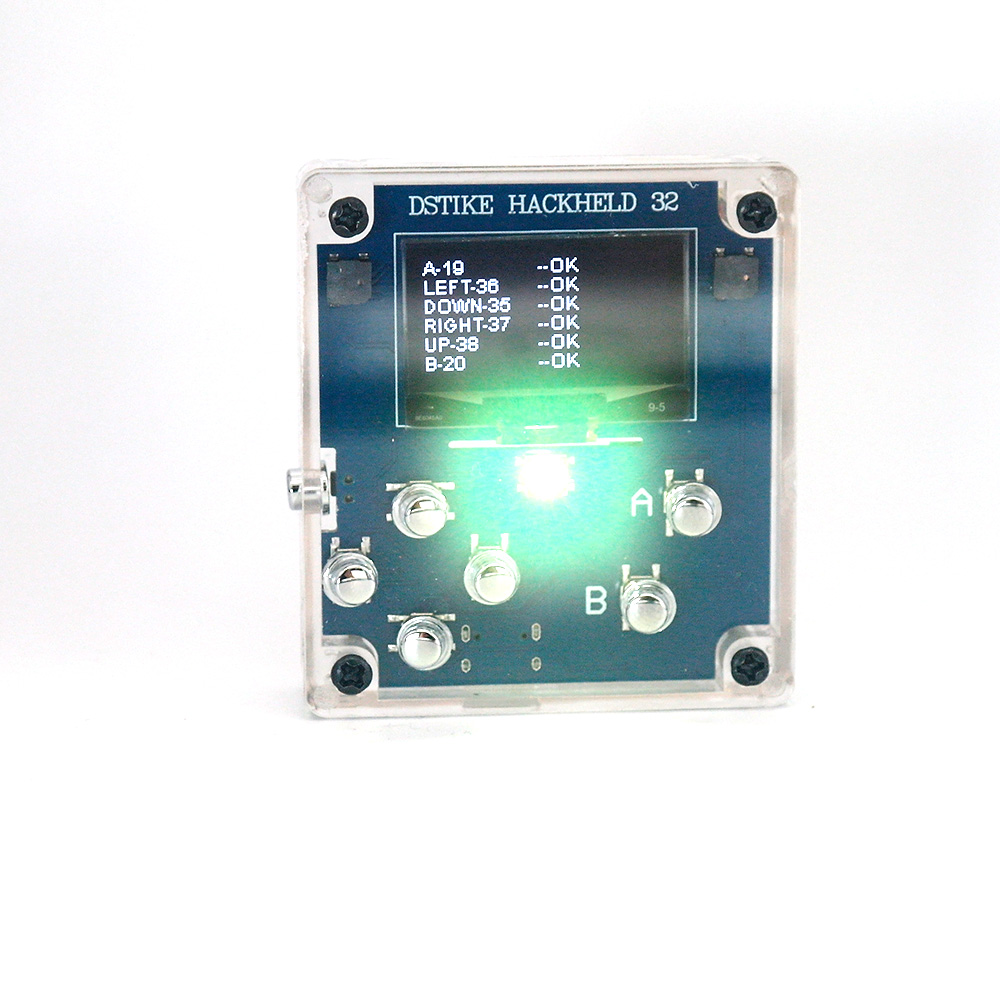 DSTIKE HACKHELD 32
A-19 --OK
LEFT-36 --OK
DOWN-35 --OK
RIGHT-37 --OK
UP-38 --OK
B-20 --OK
9-5
A
B